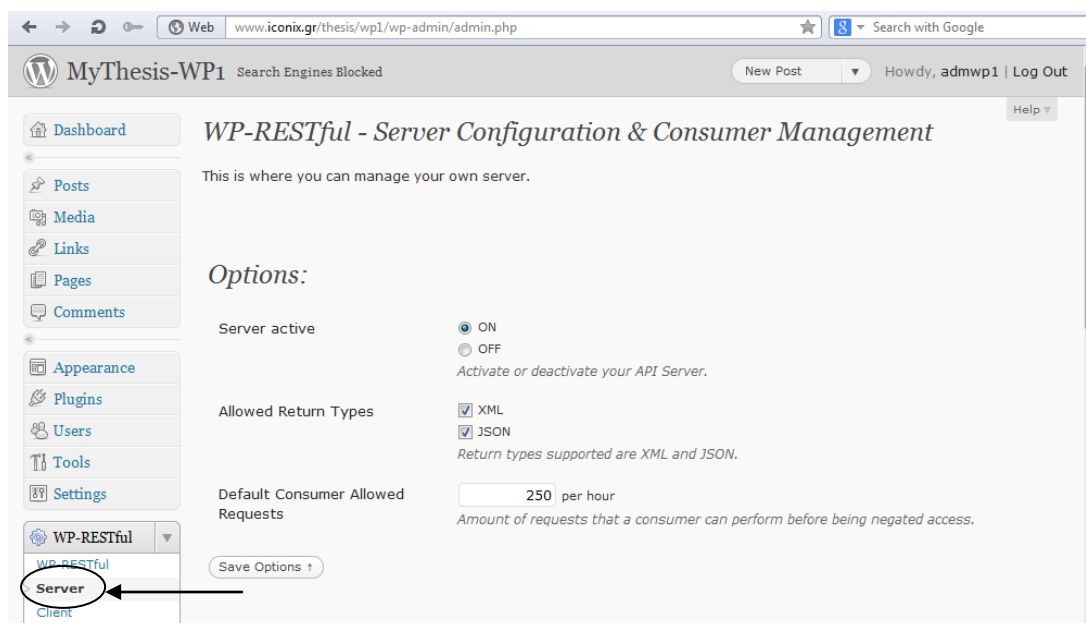 Web www.iconix.gr/thesis/wp1/wp-admin/admin.php Search with Google
MyThesis-WP1 Search Engines Blocked New Post Howdy, admwp1 | Log Out
Help
Dashboard
Posts
Media
Links
Pages
Comments
Appearance
Plugins
Users
Tools
Settings
WP-RESTful
WP-RESTful
Server
Client
WP-RESTful - Server Configuration & Consumer Management
This is where you can manage your own server.
Options:
Server active
ON
OFF
Activate or deactivate your API Server.
Allowed Return Types
XML
JSON
Return types supported are XML and JSON.
Default Consumer Allowed
Requests
250 per hour
Amount of requests that a consumer can perform before being negated access.
Save Options ↑